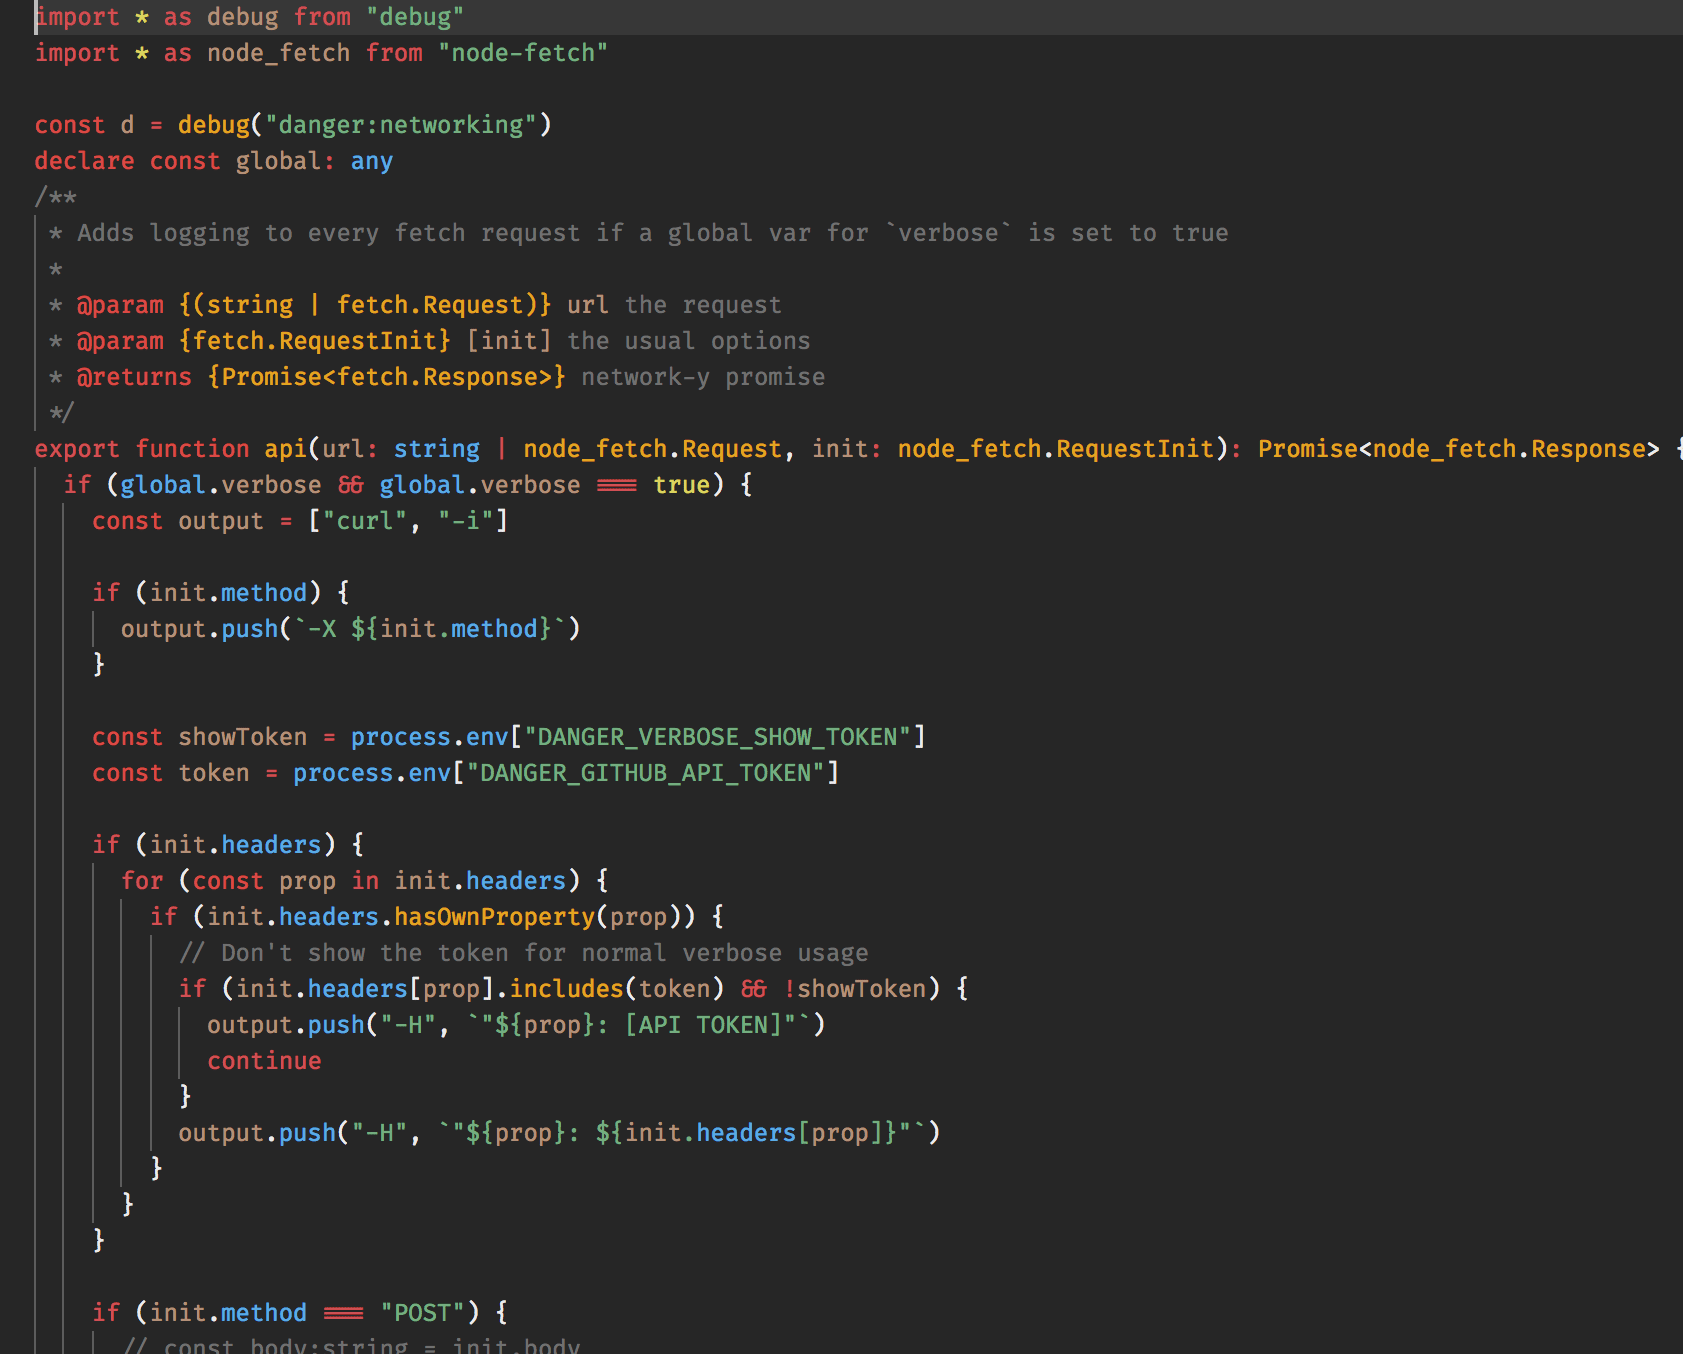 import * as debug from "debug"
import * as node_fetch from "node-fetch"
const d = debug("danger:networking")
declare const global: any
/**
* Adds logging to every fetch request if a global var for `verbose` is set to true
*
* @param {(string | fetch.Request)} url the request
* @param {fetch.RequestInit} [init] the usual options
* @returns {Promise<fetch.Response>} network-y promise
*/
export function api(url: string | node_fetch.Request, init: node_fetch.RequestInit): Promise<node_fetch.Response> {
if (global.verbose && global.verbose === true) {
const output = ["curl", "-i"]
if (init.method) {
output.push(`-X ${init.method}`)
}
const showToken = process.env["DANGER_VERBOSE_SHOW_TOKEN"]
const token = process.env["DANGER_GITHUB_API_TOKEN"]
if (init.headers) {
for (const prop in init.headers) {
if (init.headers.hasOwnProperty(prop)) {
// Don't show the token for normal verbose usage
if (init.headers[prop].includes(token) && !showToken) {
output.push("-H", `"${prop}: [API TOKEN]"`)
continue
}
output.push("-H", `"${prop}: ${init.headers[prop]}"`)
}
}
}
if (init.method === "POST") {
// const body:string = init.body